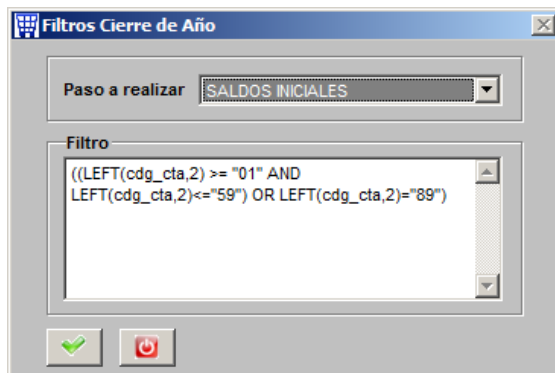 Filtros Cierre de Año
Paso a realizar SALDOS INICIALES
Filtro
((LEFT(cdg_cta,2) >= "01" AND
LEFT(cdg_cta,2)<="59") OR LEFT(cdg_cta,2)="89")